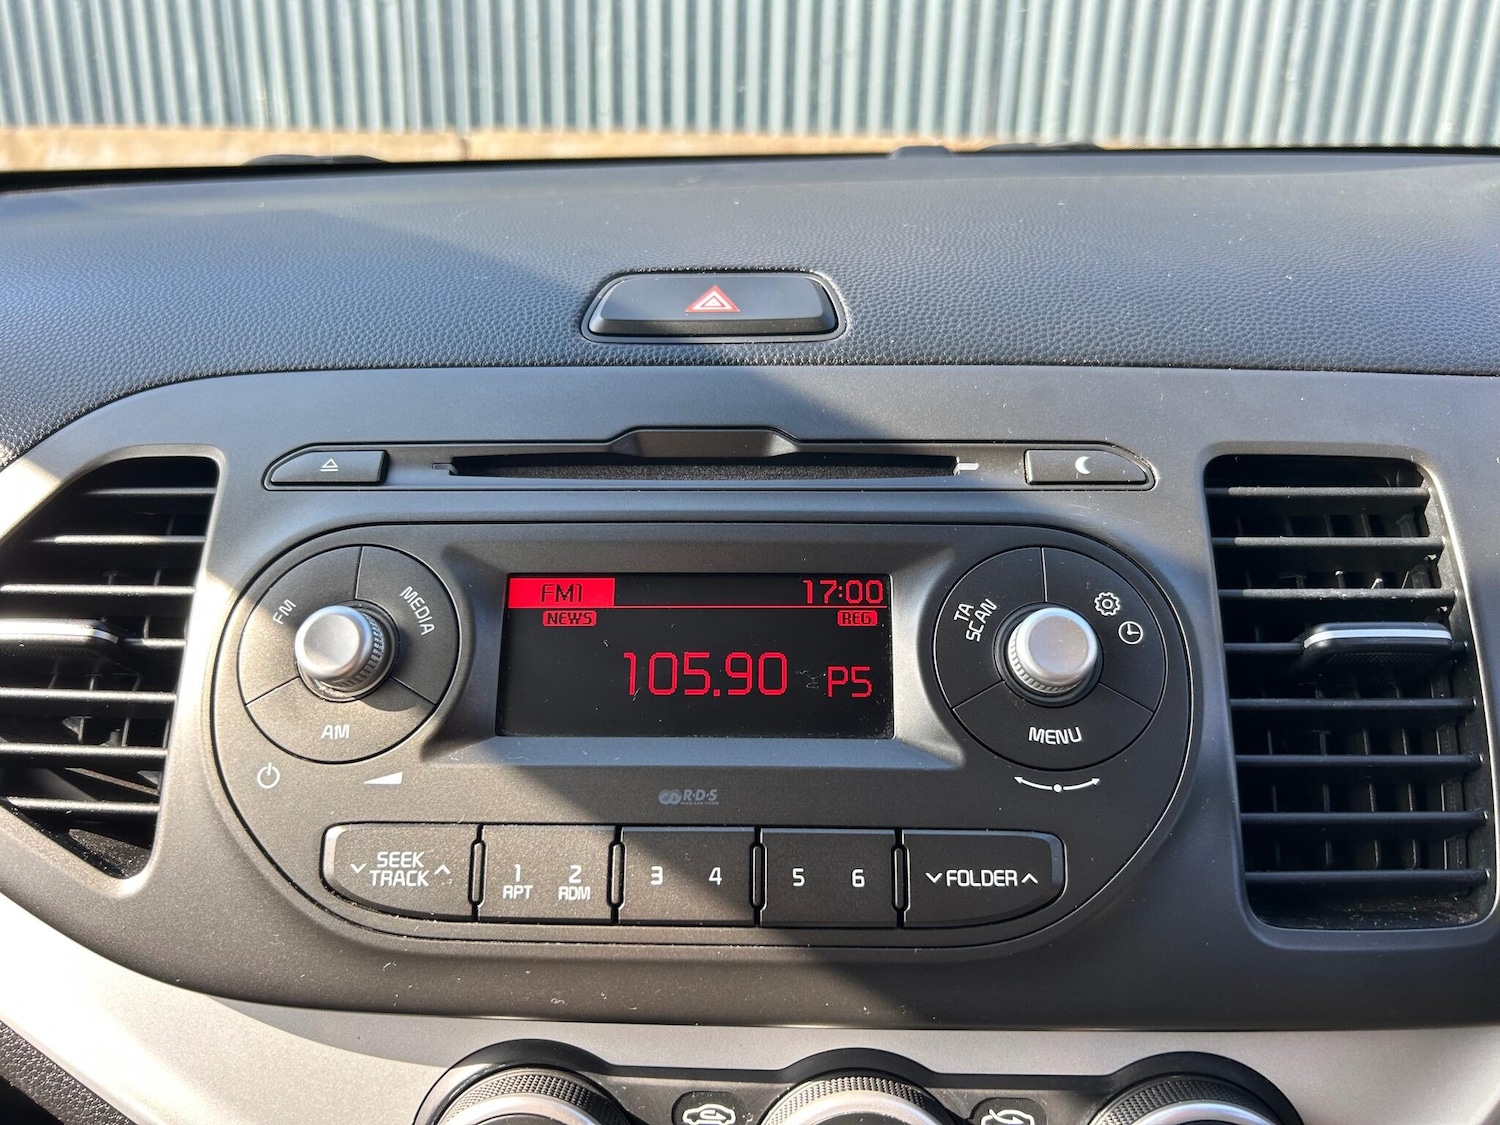 FM1 17:00
NEWS REG
105.90 P5
FM
MEDIA
AM
TA
SCAN
MENU
R·D·S
SEEK
TRACK
1
RPT
2
RDM
3 4
5 6
FOLDER